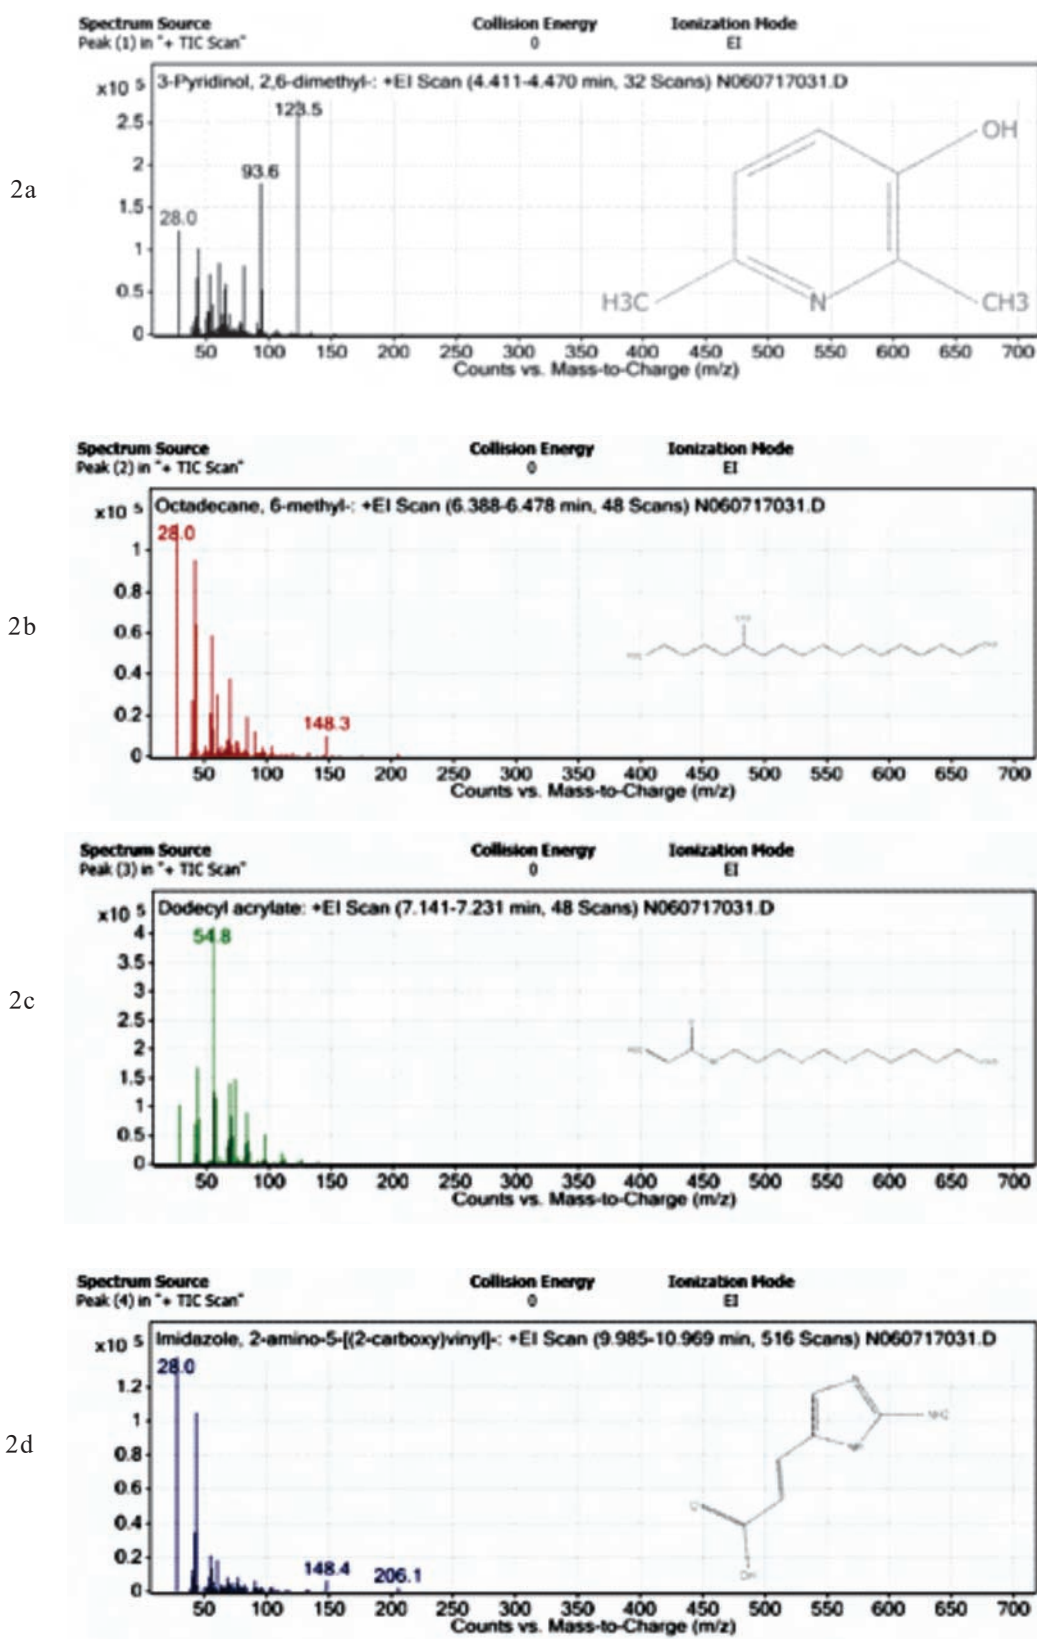 Spectrum Source Collision Energy Ionization Mode
Peak (1) in "+ TIC Scan" 0 EI
x10 5 3-Pyridinol, 2,6-dimethyl-: +EI Scan (4.411-4.470 min, 32 Scans) N060717031.D
123.5
2.5
OH
2
93.6
2a
1.5
28.0
1
0.5
H3C N CH3
0
50 100 150 200 250 300 350 400 450 500 550 600 650 700
Counts vs. Mass-to-Charge (m/z)
Spectrum Source Collision Energy Ionization Mode
Peak (2) in "+ TIC Scan" 0 EI
x10 5 Octadecane, 6-methyl-: +EI Scan (6.388-6.478 min, 48 Scans) N060717031.D
28.0
1
0.8
2b
0.6
0.4
0.2 148.3
0
50 100 150 200 250 300 350 400 450 500 550 600 650 700
Counts vs. Mass-to-Charge (m/z)
Spectrum Source Collision Energy Ionization Mode
Peak (3) in "+ TIC Scan" 0 EI
x10 5 Dodecyl acrylate: +EI Scan (7.141-7.231 min, 48 Scans) N060717031.D
4 54.8
3.5
3
2c
2.5
2
1.5
1
0.5
0
50 100 150 200 250 300 350 400 450 500 550 600 650 700
Counts vs. Mass-to-Charge (m/z)
Spectrum Source Collision Energy Ionization Mode
Peak (4) in "+ TIC Scan" 0 EI
x10 5 Imidazole, 2-amino-5-[(2-carboxy)vinyl]-: +EI Scan (9.985-10.969 min, 516 Scans) N060717031.D
28.0
1.2
NH2
1
2d
NH
0.8
0.6
O
0.4
0.2 148.4 206.1
OH
0
50 100 150 200 250 300 350 400 450 500 550 600 650 700
Counts vs. Mass-to-Charge (m/z)